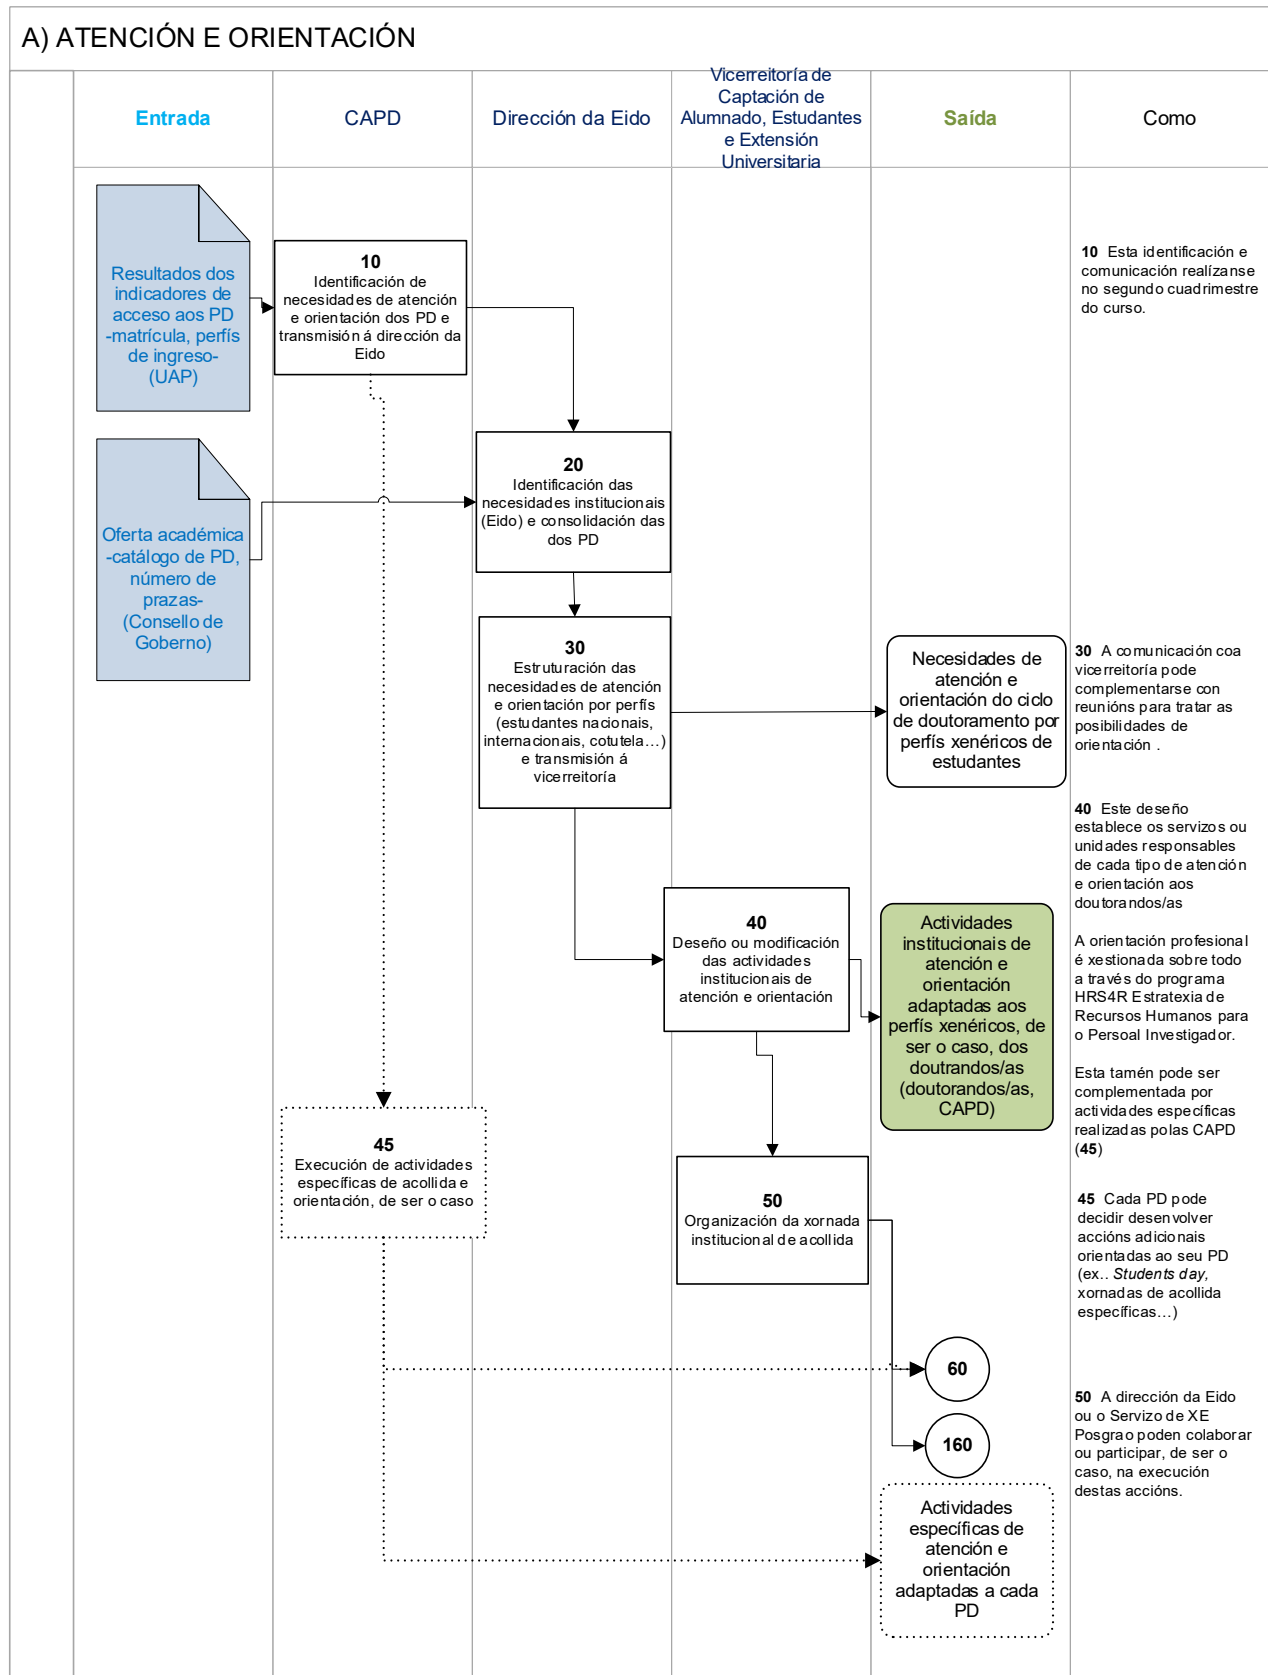 A) ATENCIÓN E ORIENTACIÓN
Entrada
CAPD
Dirección da Eido
Vicerreitoría de
Captación de
Alumnado, Estudantes
e Extensión
Universitaria
Saída
Como
Resultados dos
indicadores de
acceso aos PD
-matrícula, perfís
de ingreso-
(UAP)
10
Identificación de
necesidades de atención
e orientación dos PD e
transmisión á dirección da
Eido
10 Esta identificación e
comunicación realízanse
no segundo cuadrimestre
do curso.
Oferta académica
-catálogo de PD,
número de
prazas-
(Consello de
Goberno)
20
Identificación das
necesidades institucionais
(Eido) e consolidación das
dos PD
30
Estruturación das
necesidades de atención
e orientación por perfís
(estudantes nacionais,
internacionais, cotutela...)
e transmisión á
vicerreitoría
Necesidades de
atención e
orientación do ciclo
de doutoramento por
perfís xenéricos de
estudantes
30 A comunicación coa
vicerreitoría pode
complementarse con
reunións para tratar as
posibilidades de
orientación .
40
Deseño ou modificación
das actividades
institucionais de
atención e orientación
Actividades
institucionais de
atención e
orientación
adaptadas aos
perfís xenéricos, de
ser o caso, dos
doutrandos/as
(doutorandos/as,
CAPD)
40 Este deseño
establece os servizos ou
unidades responsables
de cada tipo de atención
e orientación aos
doutorandos/as
A orientación profesional
é xestionada sobre todo
a través do programa
HRS4R Estratexia de
Recursos Humanos para
o Persoal Investigador.
Esta tamén pode ser
complementada por
actividades específicas
realizadas polas CAPD
(45)
45
Execución de actividades
específicas de acollida e
orientación, de ser o caso
50
Organización da xornada
institucional de acollida
45 Cada PD pode
decidir desenvolver
accións adicionais
orientadas ao seu PD
(ex.. Students day,
xornadas de acollida
específicas...)
60
160
50 A dirección da Eido
ou o Servizo de XE
Posgrao poden colaborar
ou participar, de ser o
caso, na execución
destas accións.
Actividades
específicas de
atención e
orientación
adaptadas a cada
PD